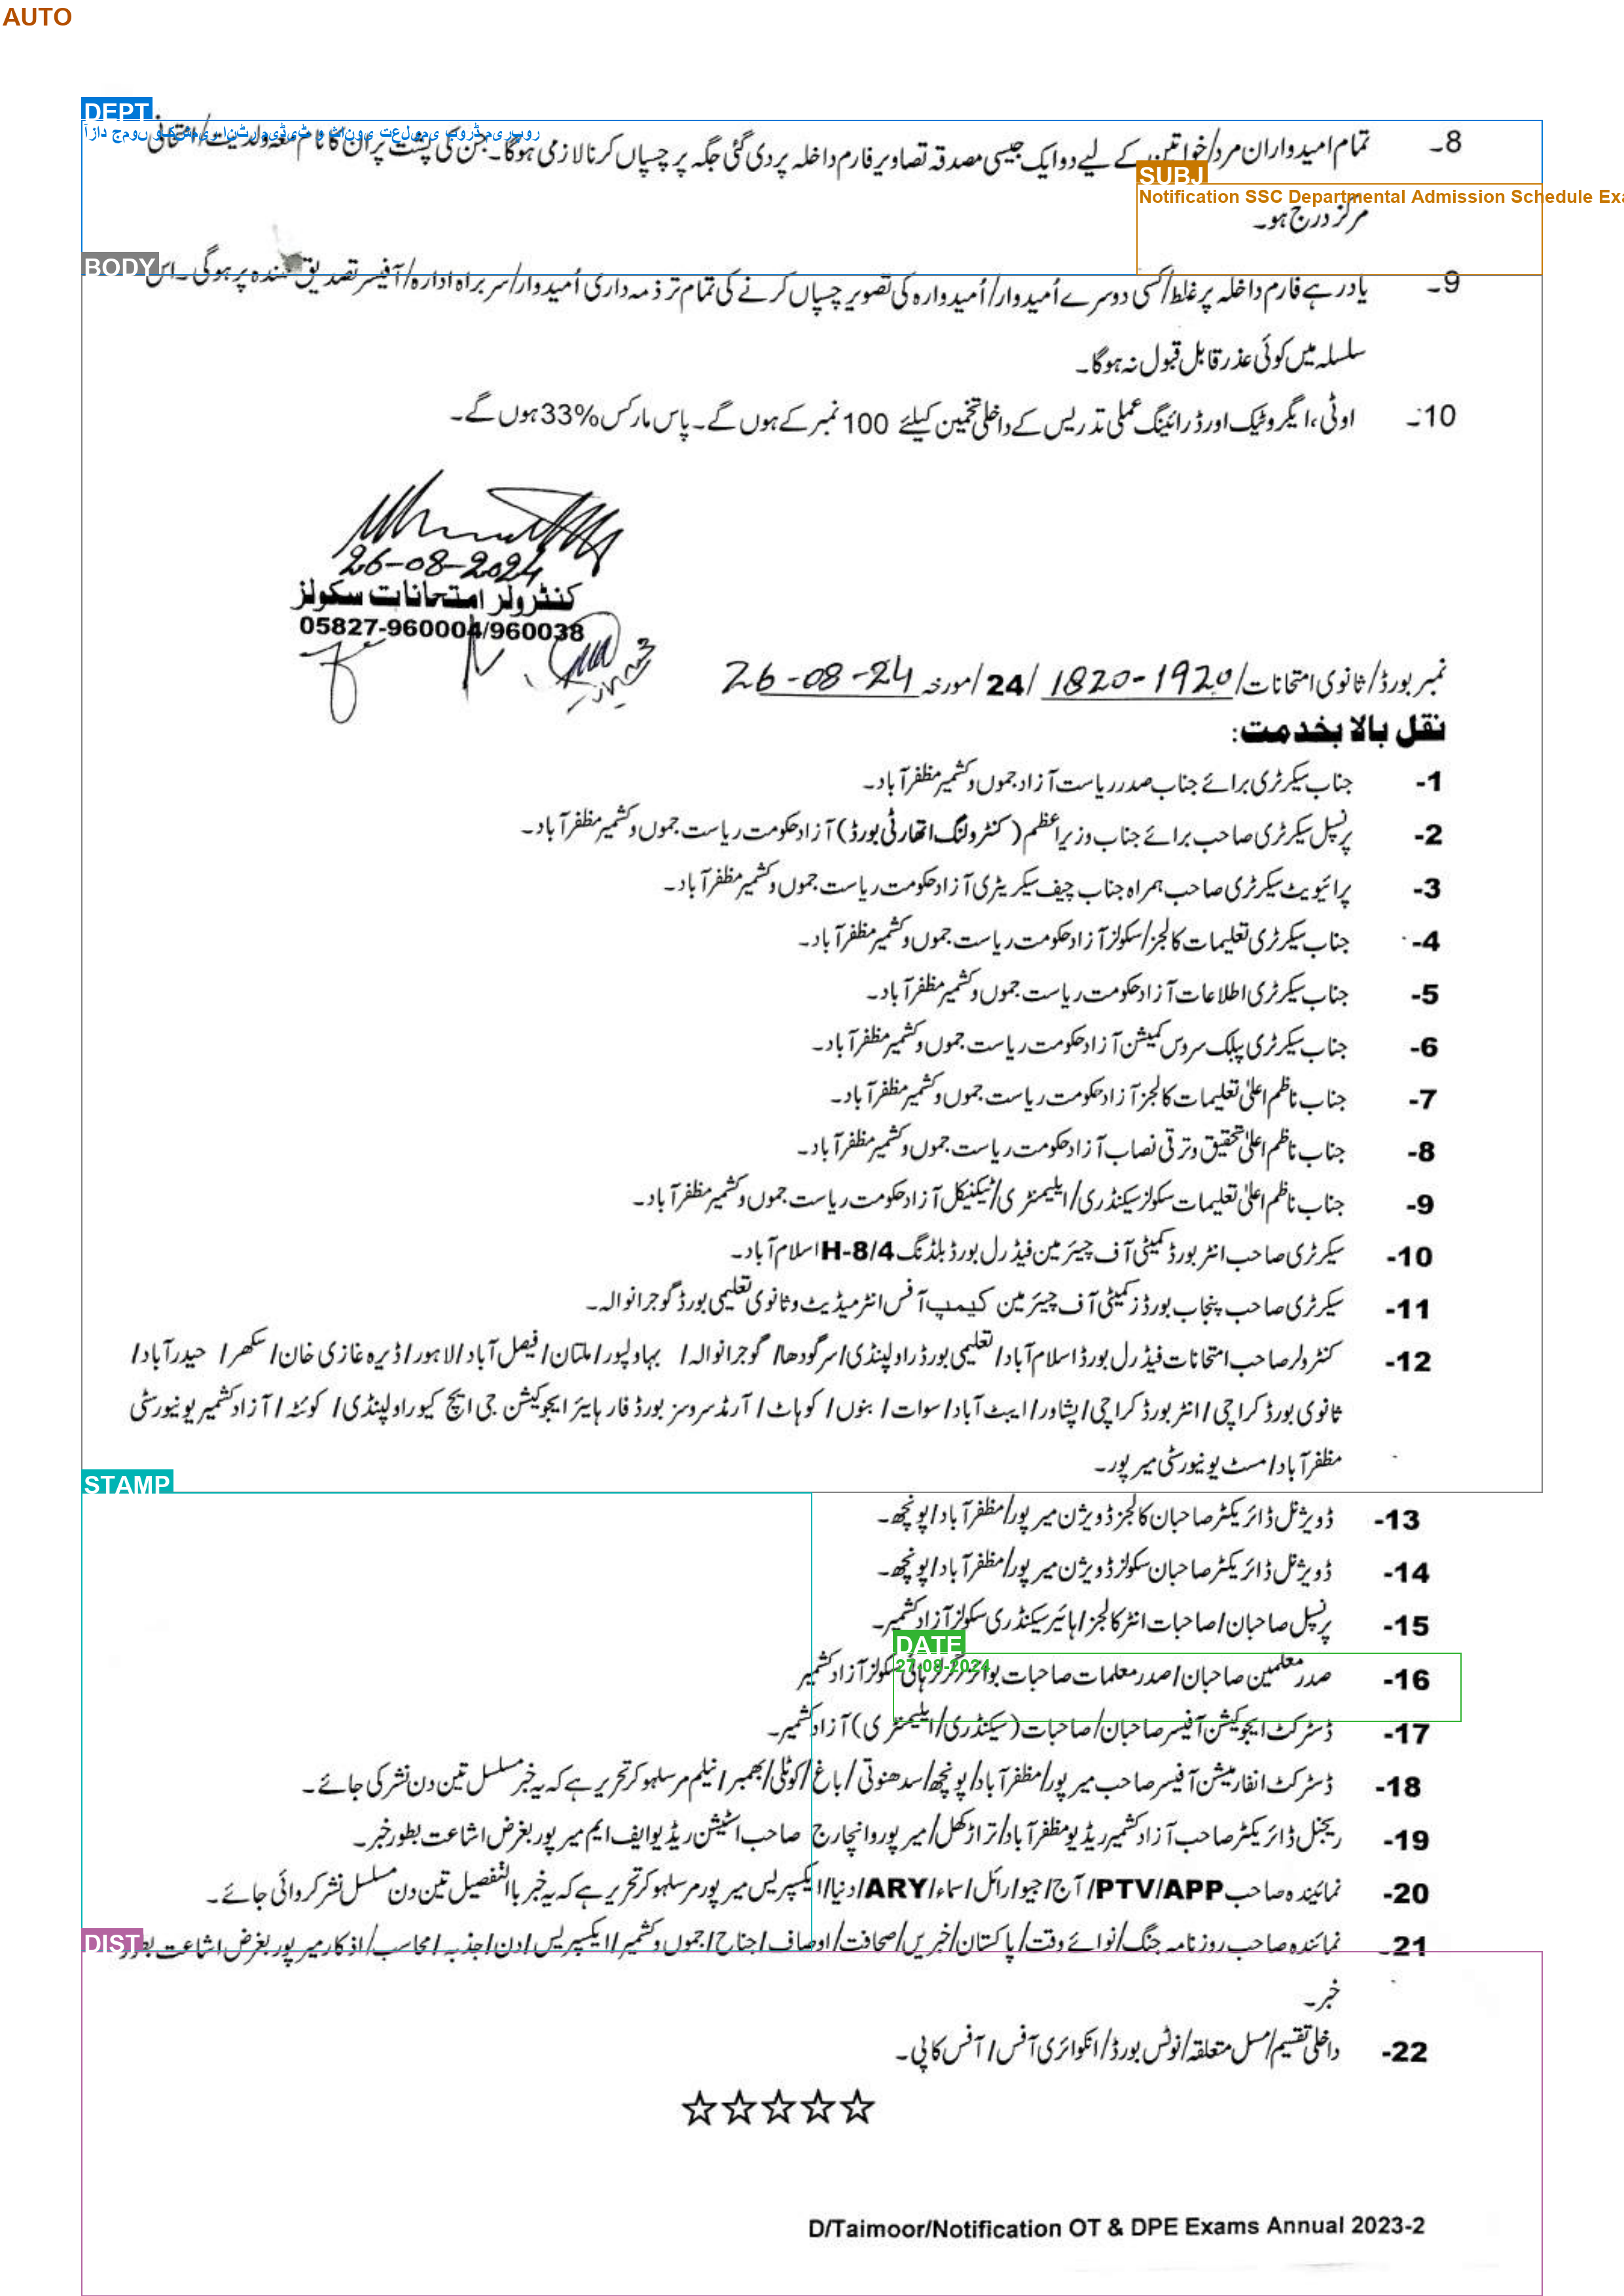 AUTO
DEPT
SUBJ
Notification SSC Departmental Admission Schedule Exa
8۔ تمام امیدواران مرد/خواتین کے لیے دو ایک جیسی مصدقہ تصاویر فارم داخلہ پر دی گئی جگہ پر چسپاں کرنا لازمی ہوگا۔ جن کی پشت پر ان کا نام معہ ولدیت/امتحانی
مرکز درج ہو۔
BODY
9۔ یاد رہے فارم داخلہ پر غلط/کسی دوسرے اُمیدوار/اُمیدوارہ کی تصویر چسپاں کرنے کی تمام تر ذمہ داری اُمیدوار/سربراہ ادارہ/آفیسر تصدیق کنندہ پر ہوگی۔ اس
سلسلہ میں کوئی عذر قابل قبول نہ ہوگا۔
10۔ اوٹی، ایگروٹیک اور ڈرائینگ عملی تدریس کے داخلی تخمین کیلئے 100 نمبر کے ہوں گے۔ پاس مارکس %33 ہوں گے۔
26-08-2024
کنٹرولر امتحانات سکولز
05827-960004/960038
نمبر بورڈ/ثانوی امتحانات/1820-1920/24/مورخہ 26-08-24
نقل بالا بخدمت:
1- جناب سیکرٹری برائے جناب صدر ریاست آزاد جموں وکشمیر مظفرآباد۔
2- پرنسپل سیکرٹری صاحب برائے جناب وزیراعظم (کنٹرولنگ اتھارٹی بورڈ) آزاد حکومت ریاست جموں وکشمیر مظفرآباد۔
3- پرائیویٹ سیکرٹری صاحب ہمراہ جناب چیف سیکریٹری آزاد حکومت ریاست جموں وکشمیر مظفرآباد۔
4- جناب سیکرٹری تعلیمات کالجز/سکولز آزاد حکومت ریاست جموں وکشمیر مظفرآباد۔
5- جناب سیکرٹری اطلاعات آزاد حکومت ریاست جموں وکشمیر مظفرآباد۔
6- جناب سیکرٹری پبلک سروس کمیشن آزاد حکومت ریاست جموں وکشمیر مظفرآباد۔
7- جناب ناظم اعلیٰ تعلیمات کالجز آزاد حکومت ریاست جموں وکشمیر مظفرآباد۔
8- جناب ناظم اعلیٰ تحقیق وترقی نصاب آزاد حکومت ریاست جموں وکشمیر مظفرآباد۔
9- جناب ناظم اعلیٰ تعلیمات سکولز سیکنڈری/ایلیمنٹری/ٹیکنیکل آزاد حکومت ریاست جموں وکشمیر مظفرآباد۔
10- سیکرٹری صاحب انٹر بورڈ کمیٹی آف چیئرمین فیڈرل بورڈ بلڈنگ H-8/4 اسلام آباد۔
11- سیکرٹری صاحب پنجاب بورڈز کمیٹی آف چیئرمین کیمپ آفس انٹرمیڈیٹ وثانوی تعلیمی بورڈ گوجرانوالہ۔
12- کنٹرولر صاحب امتحانات فیڈرل بورڈ اسلام آباد/تعلیمی بورڈ راولپنڈی/سرگودھا/ گوجرانوالہ/ بہاولپور/ملتان/فیصل آباد/لاہور/ڈیرہ غازی خان/سکھر/ حیدرآباد/
ثانوی بورڈ کراچی/انٹر بورڈ کراچی/پشاور/ایبٹ آباد/سوات/ بنوں/ کوہاٹ/ آرمڈ سروسز بورڈ فار ہایئر ایجوکیشن جی ایچ کیو راولپنڈی/ کوئٹہ/آزاد کشمیر یونیورسٹی
مظفرآباد/مسٹ یونیورسٹی میرپور۔
STAMP
13- ڈویژنل ڈائریکٹر صاحبان کالجز ڈویژن میرپور/مظفرآباد/پونچھ۔
14- ڈویژنل ڈائریکٹر صاحبان سکولز ڈویژن میرپور/مظفرآباد/پونچھ۔
15- پرنسپل صاحبان/صاحبات انٹر کالجز/ہائیر سیکنڈری سکولز آزاد کشمیر۔
DATE
27-08-2024
16- صدر معلمین صاحبان/صدر معلمات صاحبات بوائز/گرلز ہائی سکولز آزاد کشمیر
17- ڈسٹرکٹ ایجوکیشن آفیسر صاحبان/صاحبات (سیکنڈری/ایلیمنٹری) آزاد کشمیر۔
18- ڈسٹرکٹ انفارمیشن آفیسر صاحب میرپور/مظفرآباد/پونچھ/سدھنوتی/باغ/کوٹلی/بھمبر/نیلم مرسلہو کر تحریر ہے کہ یہ خبر مسلسل تین دن نشر کی جائے۔
19- ریجنل ڈائریکٹر صاحب آزاد کشمیر ریڈیو مظفرآباد/تراڑکھل/میرپور وانچارج صاحب اسٹیشن ریڈیو ایف ایم میرپور بغرض اشاعت بطور خبر۔
20- نمائیندہ صاحب PTV/APP/آج/جیو/رائل/سماء/ARY/دنیا/ایکسپریس میرپور مرسلہو کر تحریر ہے کہ یہ خبر باالتفصیل تین دن مسلسل نشر کروائی جائے۔
DIST
21۔ نمائندہ صاحب روزنامہ جنگ/نوائے وقت/پاکستان/خبریں/صحافت/اوصاف/جناح/جموں وکشمیر/ایکسپریس/دن/جذبہ/محاسب/اذکار میرپور بغرض اشاعت بطور
خبر۔
22- داخلی تقسیم/مسل متعلقہ/نوٹس بورڈ/انکوائری آفس/آفس کاپی۔
☆☆☆☆☆
D/Taimoor/Notification OT & DPE Exams Annual 2023-2